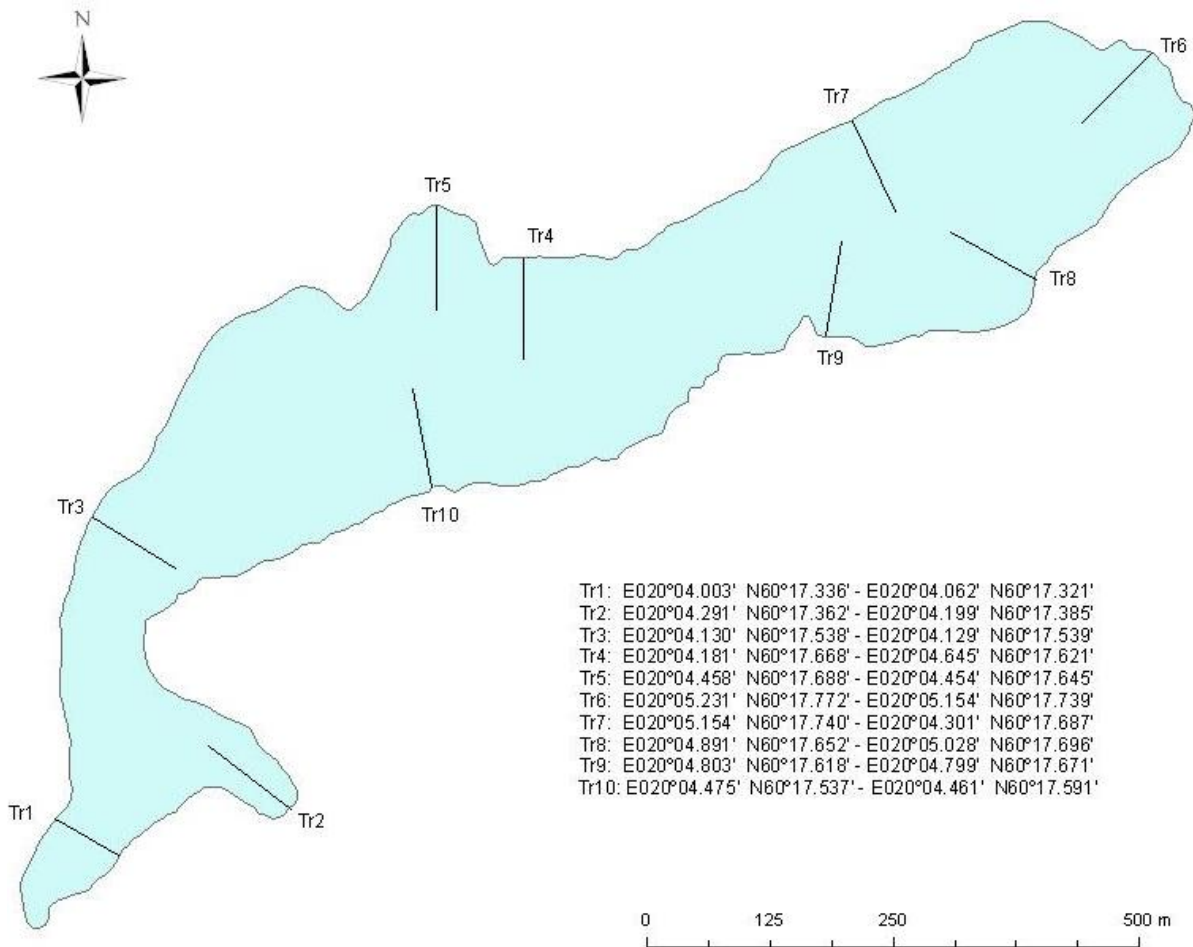 N
Tr6
Tr7
Tr5
Tr4
Tr8
Tr9
Tr10
Tr3
Tr1
Tr2
Tr1: E020°04.003' N60°17.336' - E020°04.062' N60°17.321'
Tr2: E020°04.291' N60°17.362' - E020°04.199' N60°17.385'
Tr3: E020°04.130' N60°17.538' - E020°04.129' N60°17.539'
Tr4: E020°04.181' N60°17.668' - E020°04.645' N60°17.621'
Tr5: E020°04.458' N60°17.688' - E020°04.454' N60°17.645'
Tr6: E020°05.231' N60°17.772' - E020°05.154' N60°17.739'
Tr7: E020°05.154' N60°17.740' - E020°04.301' N60°17.687'
Tr8: E020°04.891' N60°17.652' - E020°05.028' N60°17.696'
Tr9: E020°04.803' N60°17.618' - E020°04.799' N60°17.671'
Tr10: E020°04.475' N60°17.537' - E020°04.461' N60°17.591'
0 125 250 500 m